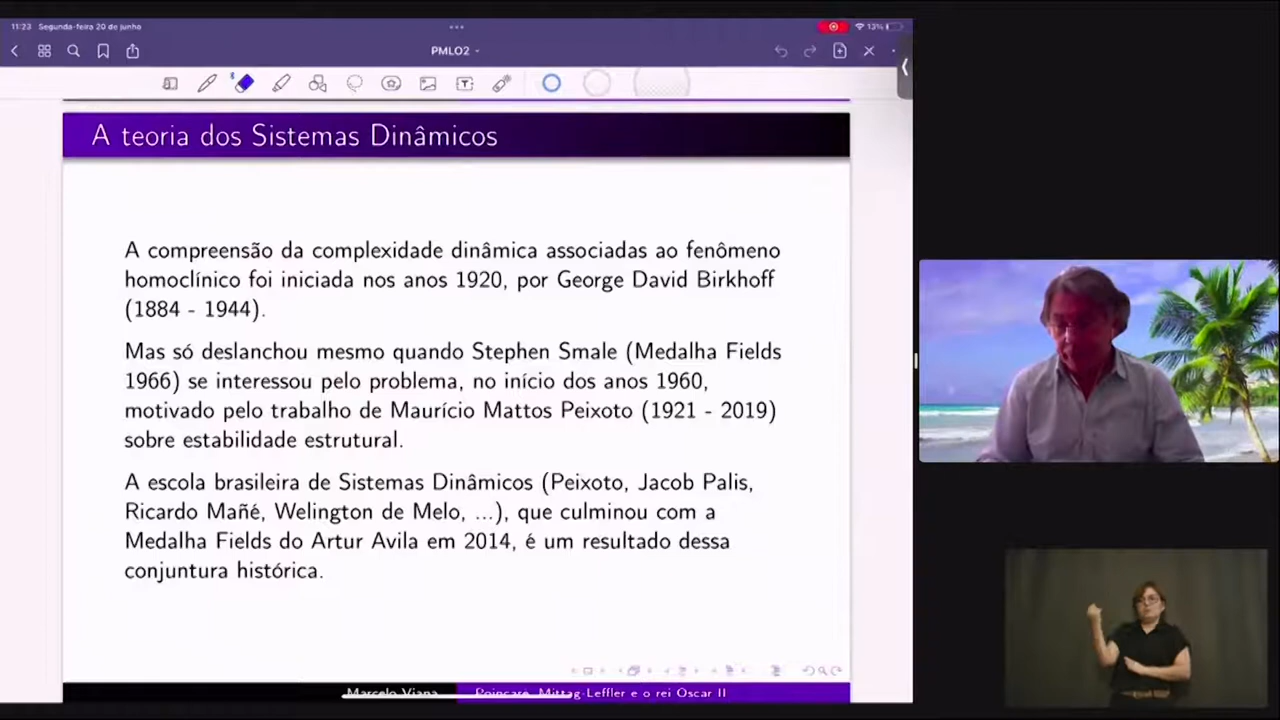 11:23 Segunda-feira 20 de junho
13%
PMLO2
A teoria dos Sistemas Dinâmicos
A compreensão da complexidade dinâmica associadas ao fenômeno
homoclínico foi iniciada nos anos 1920, por George David Birkhoff
(1884 - 1944).
Mas só deslanchou mesmo quando Stephen Smale (Medalha Fields
1966) se interessou pelo problema, no início dos anos 1960,
motivado pelo trabalho de Maurício Mattos Peixoto (1921 - 2019)
sobre estabilidade estrutural.
A escola brasileira de Sistemas Dinâmicos (Peixoto, Jacob Palis,
Ricardo Mañé, Welington de Melo, ...), que culminou com a
Medalha Fields do Artur Avila em 2014, é um resultado dessa
conjuntura histórica.
Marcelo Viana Poincaré, Mittag-Leffler e o rei Oscar II